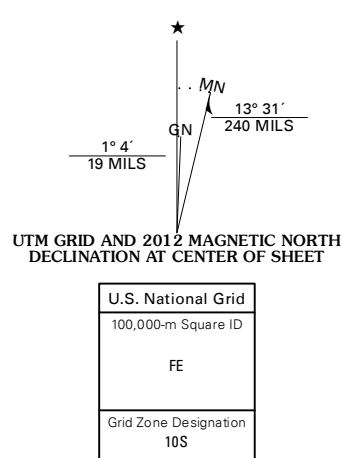 ★
MN
13° 31´
240 MILS
GN
1° 4´
19 MILS
UTM GRID AND 2012 MAGNETIC NORTH
DECLINATION AT CENTER OF SHEET
U.S. National Grid
100,000-m Square ID
FE
Grid Zone Designation
10S